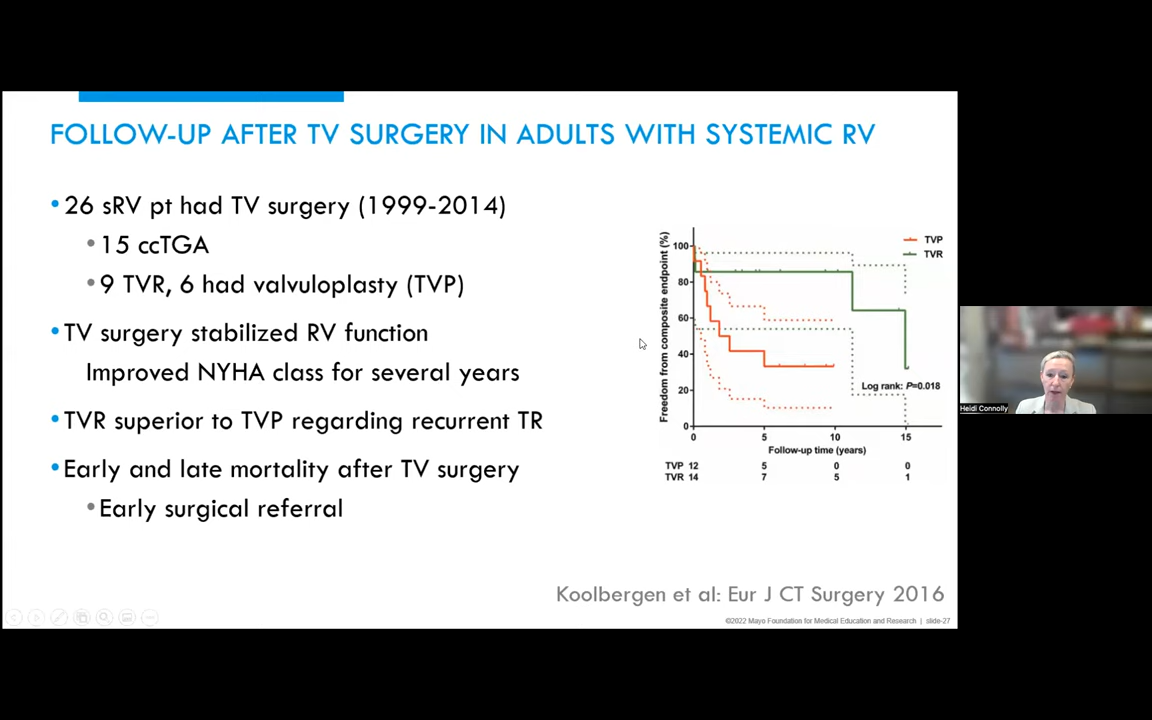 FOLLOW-UP AFTER TV SURGERY IN ADULTS WITH SYSTEMIC RV
•26 sRV pt had TV surgery (1999-2014)
•15 ccTGA
•9 TVR, 6 had valvuloplasty (TVP)
•TV surgery stabilized RV function
Improved NYHA class for several years
•TVR superior to TVP regarding recurrent TR
•Early and late mortality after TV surgery
•Early surgical referral
Freedom from composite endpoint (%)
100
80
60
40
20
0
TVP
TVR
Log rank: P=0.018
0 5 10 15
Follow-up time (years)
TVP 12 5 0 0
TVR 14 7 5 1
Koolbergen et al: Eur J CT Surgery 2016
©2022 Mayo Foundation for Medical Education and Research | slide-27
Heidi Connolly